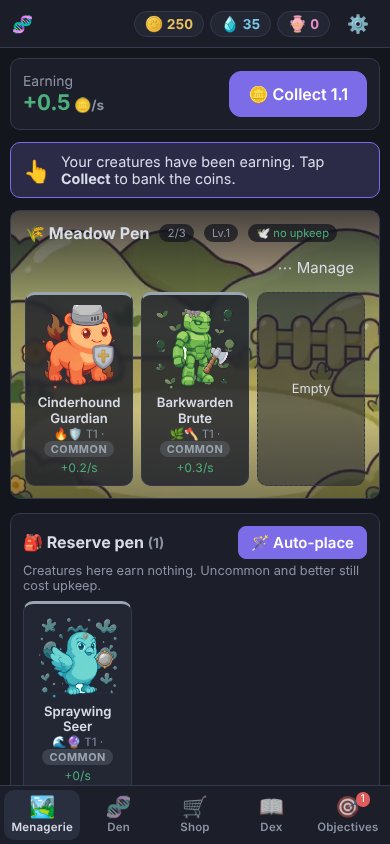 250
35
0
Earning
+0.5 /s
Collect 1.1
Your creatures have been earning. Tap
Collect to bank the coins.
Meadow Pen 2/3 Lv.1 no upkeep
··· Manage
Cinderhound
Guardian
T1 ·
COMMON
+0.2/s
Barkwarden
Brute
T1 ·
COMMON
+0.3/s
Empty
Reserve pen (1)
Auto-place
Creatures here earn nothing. Uncommon and better still
cost upkeep.
Spraywing
Seer
T1 ·
COMMON
+0/s
Menagerie
Den
Shop
Dex
1
Objectives